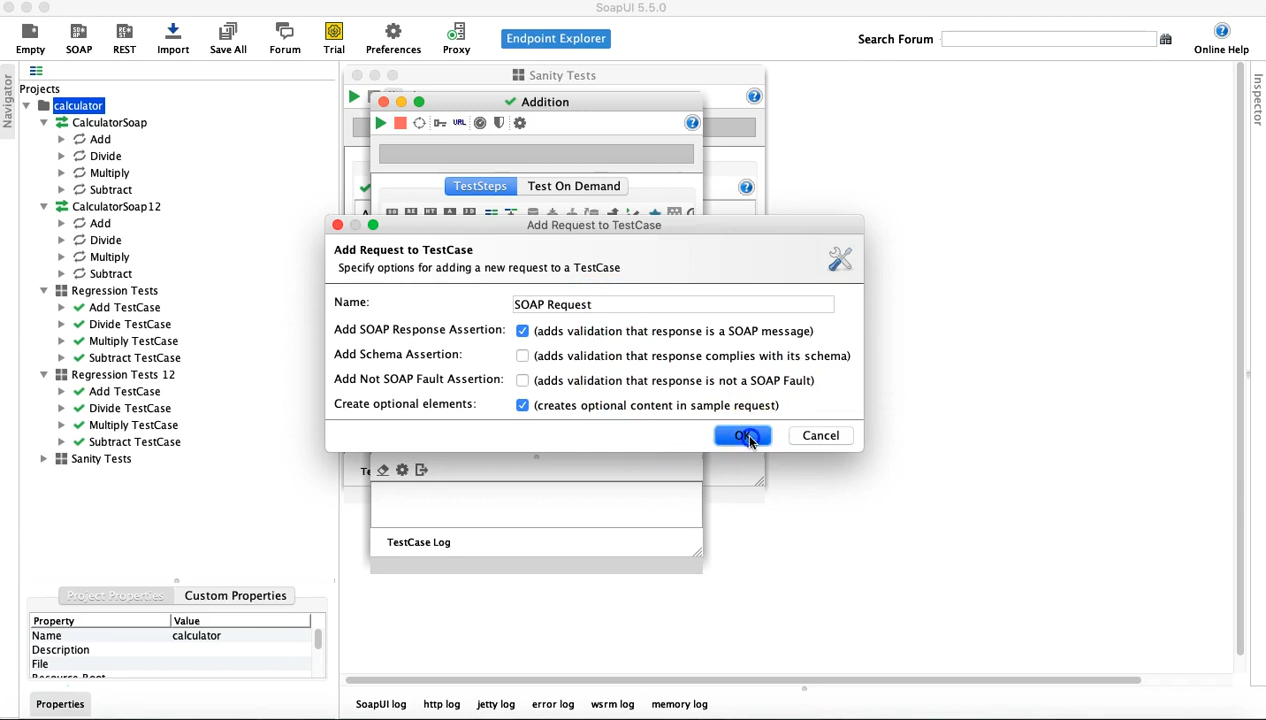 SoapUI 5.5.0
Empty SOAP REST Import Save All Forum Trial Preferences Proxy Endpoint Explorer Search Forum Online Help
Navigator
Inspector
Projects
calculator
CalculatorSoap
Add
Divide
Multiply
Subtract
CalculatorSoap12
Add
Divide
Multiply
Subtract
Regression Tests
Add TestCase
Divide TestCase
Multiply TestCase
Subtract TestCase
Regression Tests 12
Add TestCase
Divide TestCase
Multiply TestCase
Subtract TestCase
Sanity Tests
Sanity Tests
Addition
URL
TestSteps Test On Demand
Add Request to TestCase
Add Request to TestCase
Specify options for adding a new request to a TestCase
Name: SOAP Request
Add SOAP Response Assertion: (adds validation that response is a SOAP message)
Add Schema Assertion: (adds validation that response complies with its schema)
Add Not SOAP Fault Assertion: (adds validation that response is not a SOAP Fault)
Create optional elements: (creates optional content in sample request)
OK Cancel
TestCase Log
Project Properties Custom Properties
Property Value
Name calculator
Description
File
Resource Root
Properties
SoapUI log http log jetty log error log wsrm log memory log